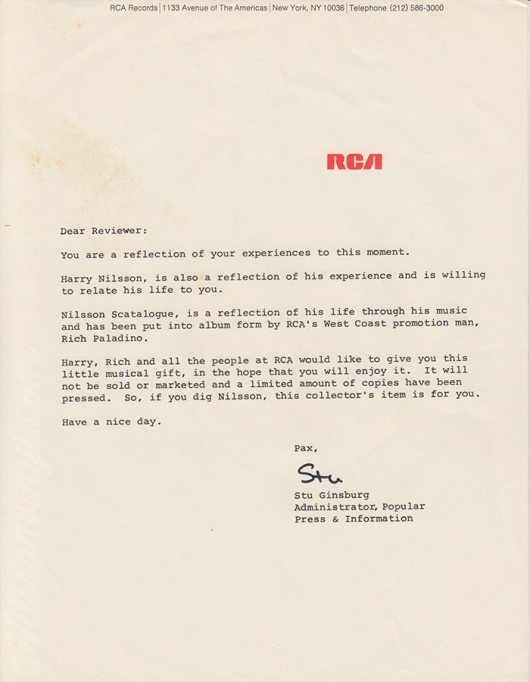 RCA Records | 1133 Avenue of The Americas | New York, NY 10036 | Telephone (212) 586-3000
RCA
Dear Reviewer:
You are a reflection of your experiences to this moment.
Harry Nilsson, is also a reflection of his experience and is willing
to relate his life to you.
Nilsson Scatalogue, is a reflection of his life through his music
and has been put into album form by RCA's West Coast promotion man,
Rich Paladino.
Harry, Rich and all the people at RCA would like to give you this
little musical gift, in the hope that you will enjoy it.  It will
not be sold or marketed and a limited amount of copies have been
pressed.  So, if you dig Nilsson, this collector's item is for you.
Have a nice day.
Pax,
Stu
Stu Ginsburg
Administrator, Popular
Press & Information